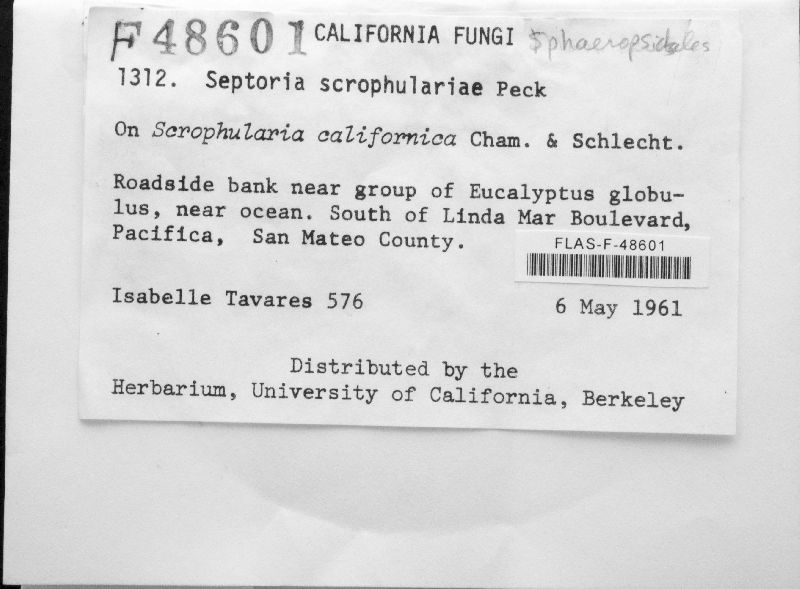 F48601 CALIFORNIA FUNGI Sphaeropsidales
1312. Septoria scrophulariae Peck
On Scrophularia californica Cham. & Schlecht.
Roadside bank near group of Eucalyptus globu-
lus, near ocean. South of Linda Mar Boulevard,
Pacifica, San Mateo County.
FLAS-F-48601
Isabelle Tavares 576 6 May 1961
Distributed by the
Herbarium, University of California, Berkeley